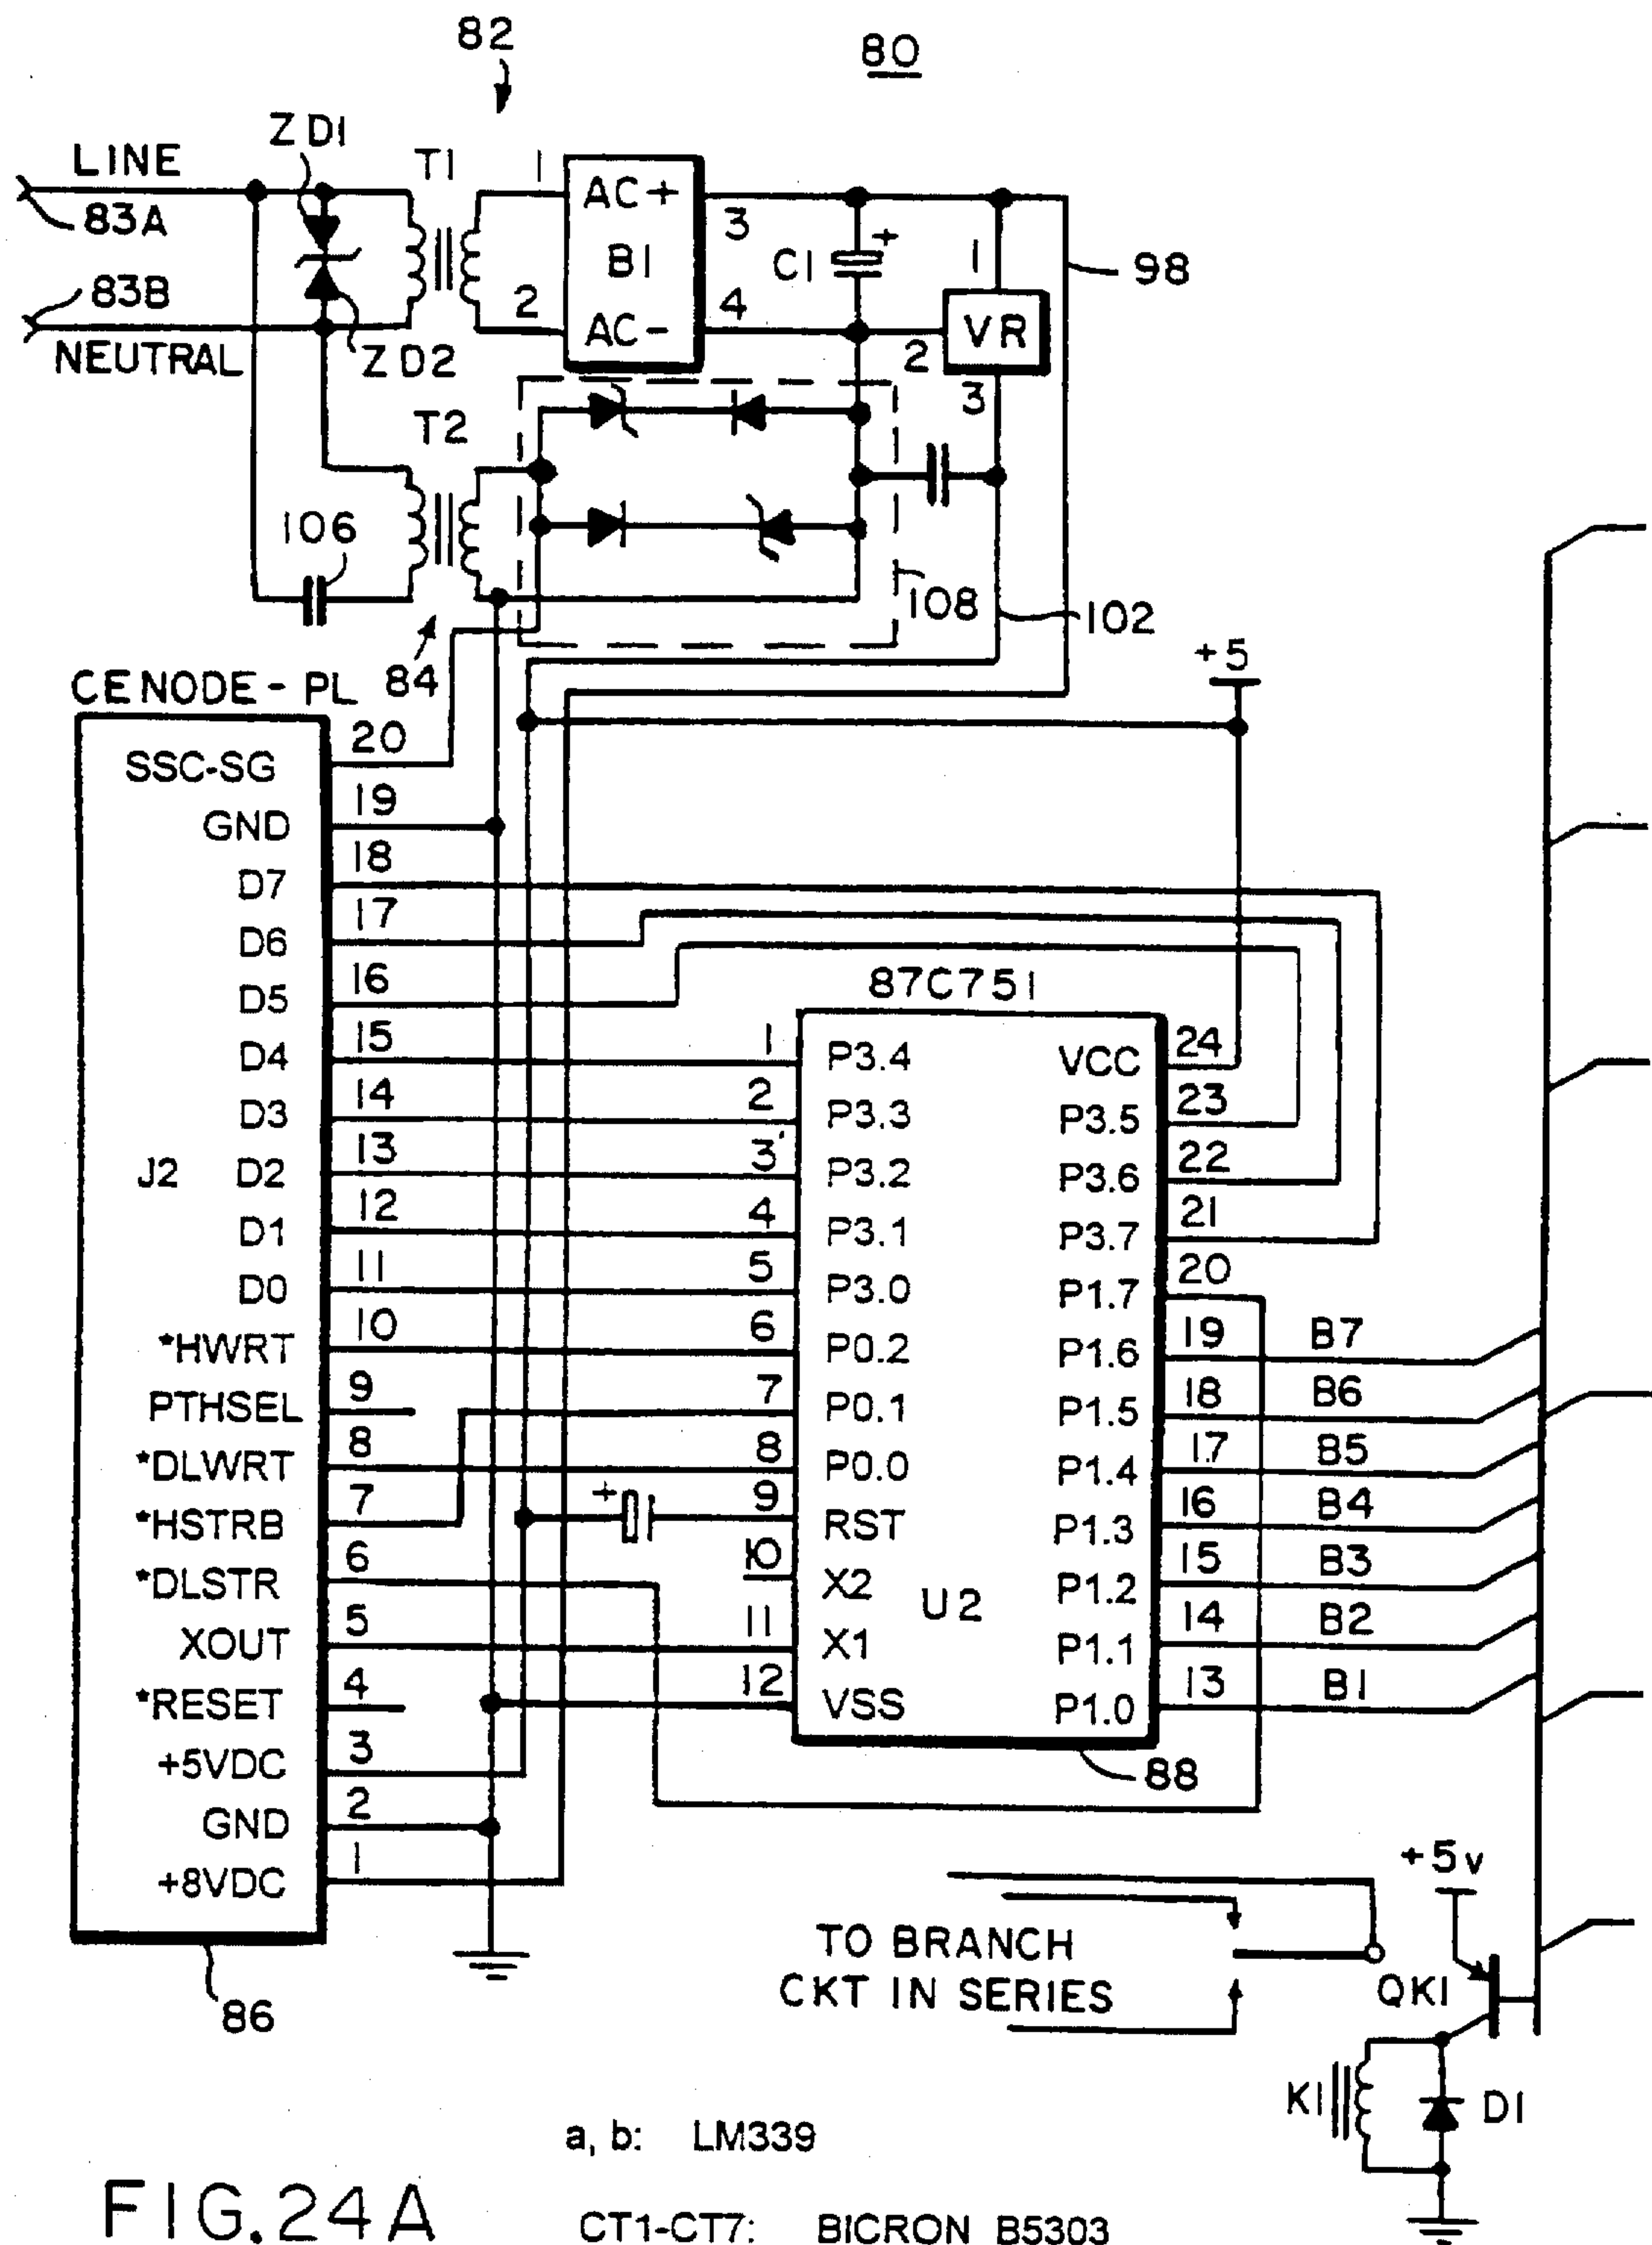 82
80
ZD1
LINE
T1
1
AC+
3
83A
B1
C1
+
1
98
83B
2
AC-
4
2
VR
NEUTRAL
ZD2
3
T2
106
108
102
84
+5
CENODE-PL
SSC-SG 20
GND 19
D7 18
D6 17
D5 16
D4 15
D3 14
J2 D2 13
D1 12
D0 11
*HWRT 10
PTHSEL 9
*DLWRT 8
*HSTRB 7
*DLSTR 6
XOUT 5
*RESET 4
+5VDC 3
GND 2
+8VDC 1
86
87C751
1 P3.4 VCC 24
2 P3.3 P3.5 23
3 P3.2 P3.6 22
4 P3.1 P3.7 21
5 P3.0 P1.7 20
6 P0.2 P1.6 19 B7
7 P0.1 P1.5 18 B6
8 P0.0 P1.4 17 B5
+ 9 RST P1.3 16 B4
10 X2 U2 P1.2 15 B3
11 X1 P1.1 14 B2
12 VSS P1.0 13 B1
88
+5v
TO BRANCH
CKT IN SERIES
QK1
K1
D1
a, b: LM339
FIG.24A
CT1-CT7: BICRON B5303